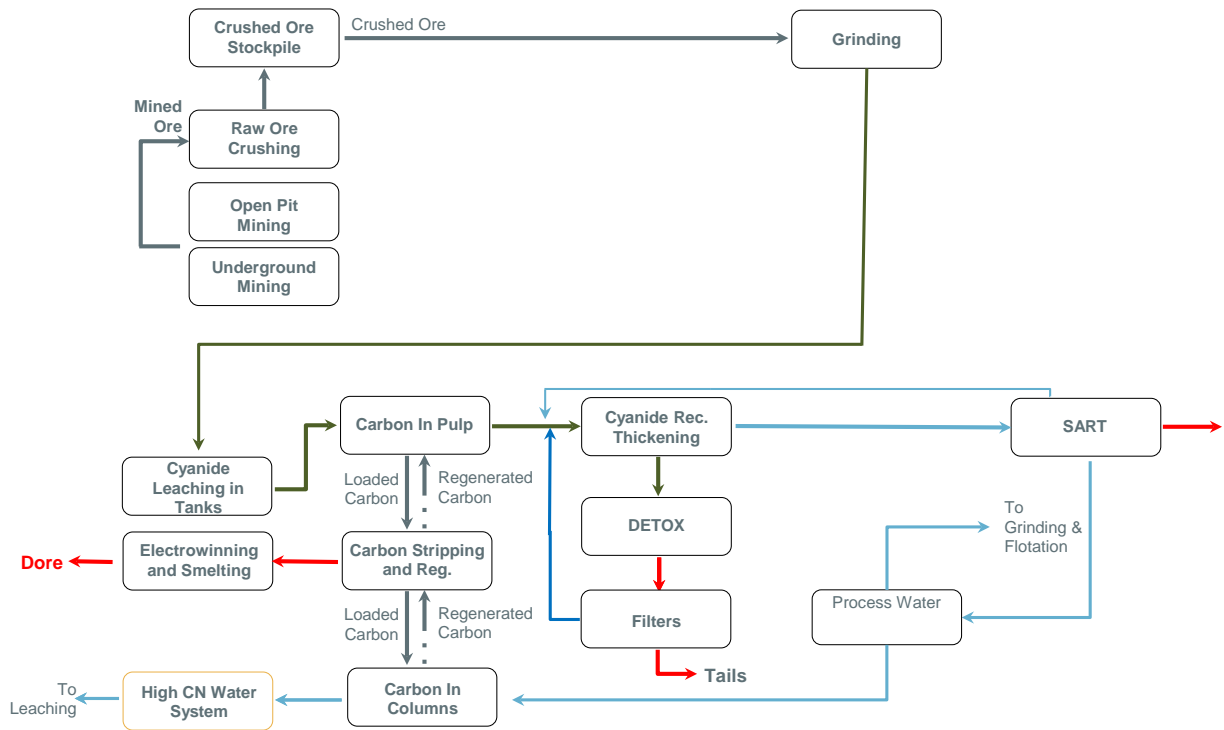 Crushed Ore
Stockpile
Crushed Ore
Grinding
Mined
Ore
Raw Ore
Crushing
Open Pit
Mining
Underground
Mining
Carbon In Pulp
Cyanide Rec.
Thickening
SART
Cyanide
Leaching in
Tanks
Loaded
Carbon
Regenerated
Carbon
DETOX
To
Grinding &
Flotation
Dore
Electrowinning
and Smelting
Carbon Stripping
and Reg.
Process Water
Loaded
Carbon
Regenerated
Carbon
Filters
Tails
To
Leaching
High CN Water
System
Carbon In
Columns